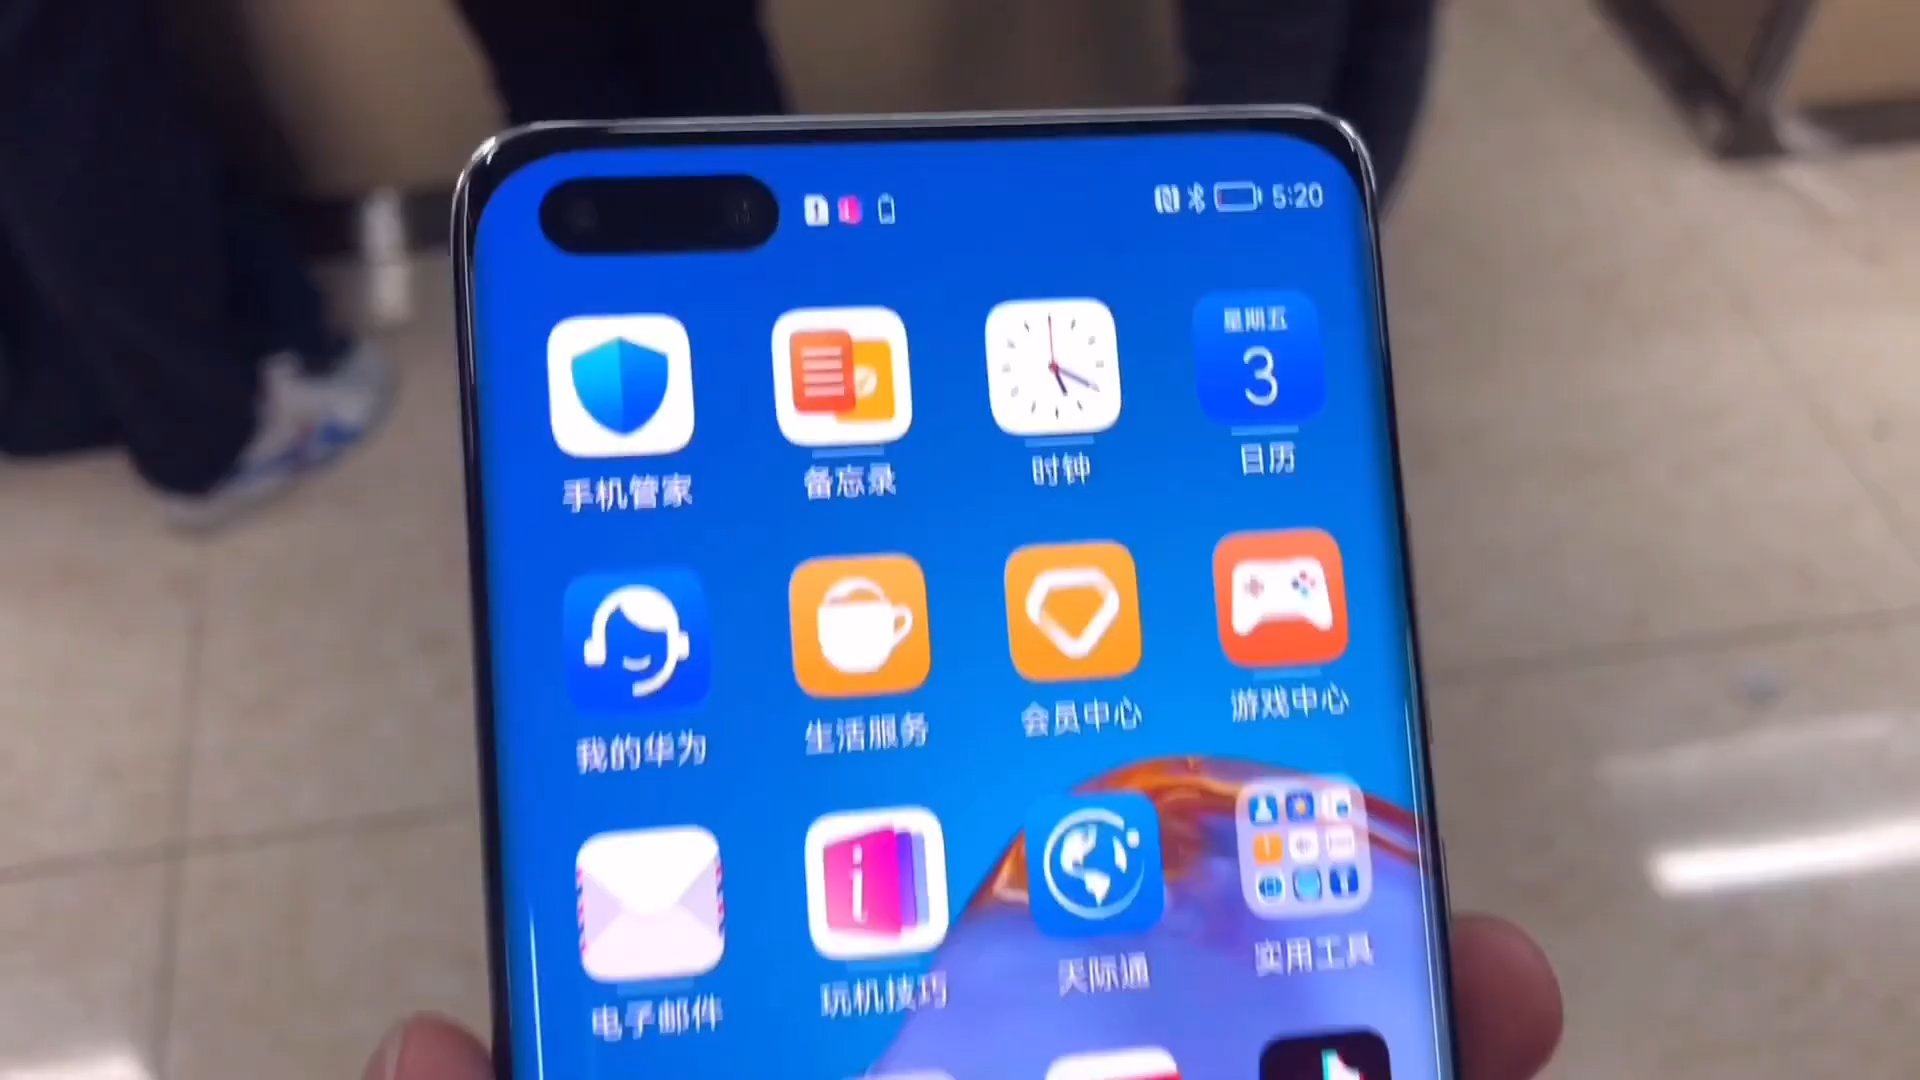 5:20
星期五
3
手机管家
备忘录
时钟
日历
我的华为
生活服务
会员中心
游戏中心
i
电子邮件
玩机技巧
天际通
实用工具